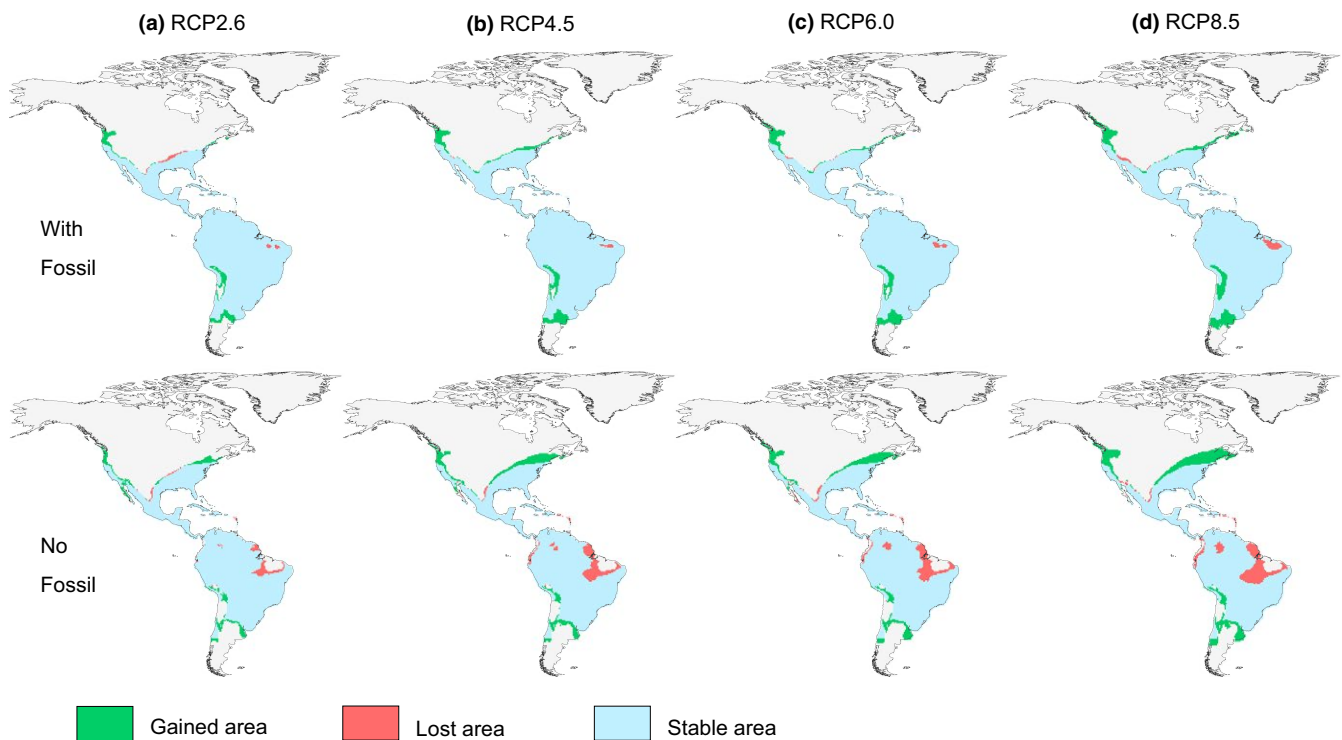 (a) RCP2.6
(b) RCP4.5
(c) RCP6.0
(d) RCP8.5
With
Fossil
No
Fossil
Gained area
Lost area
Stable area